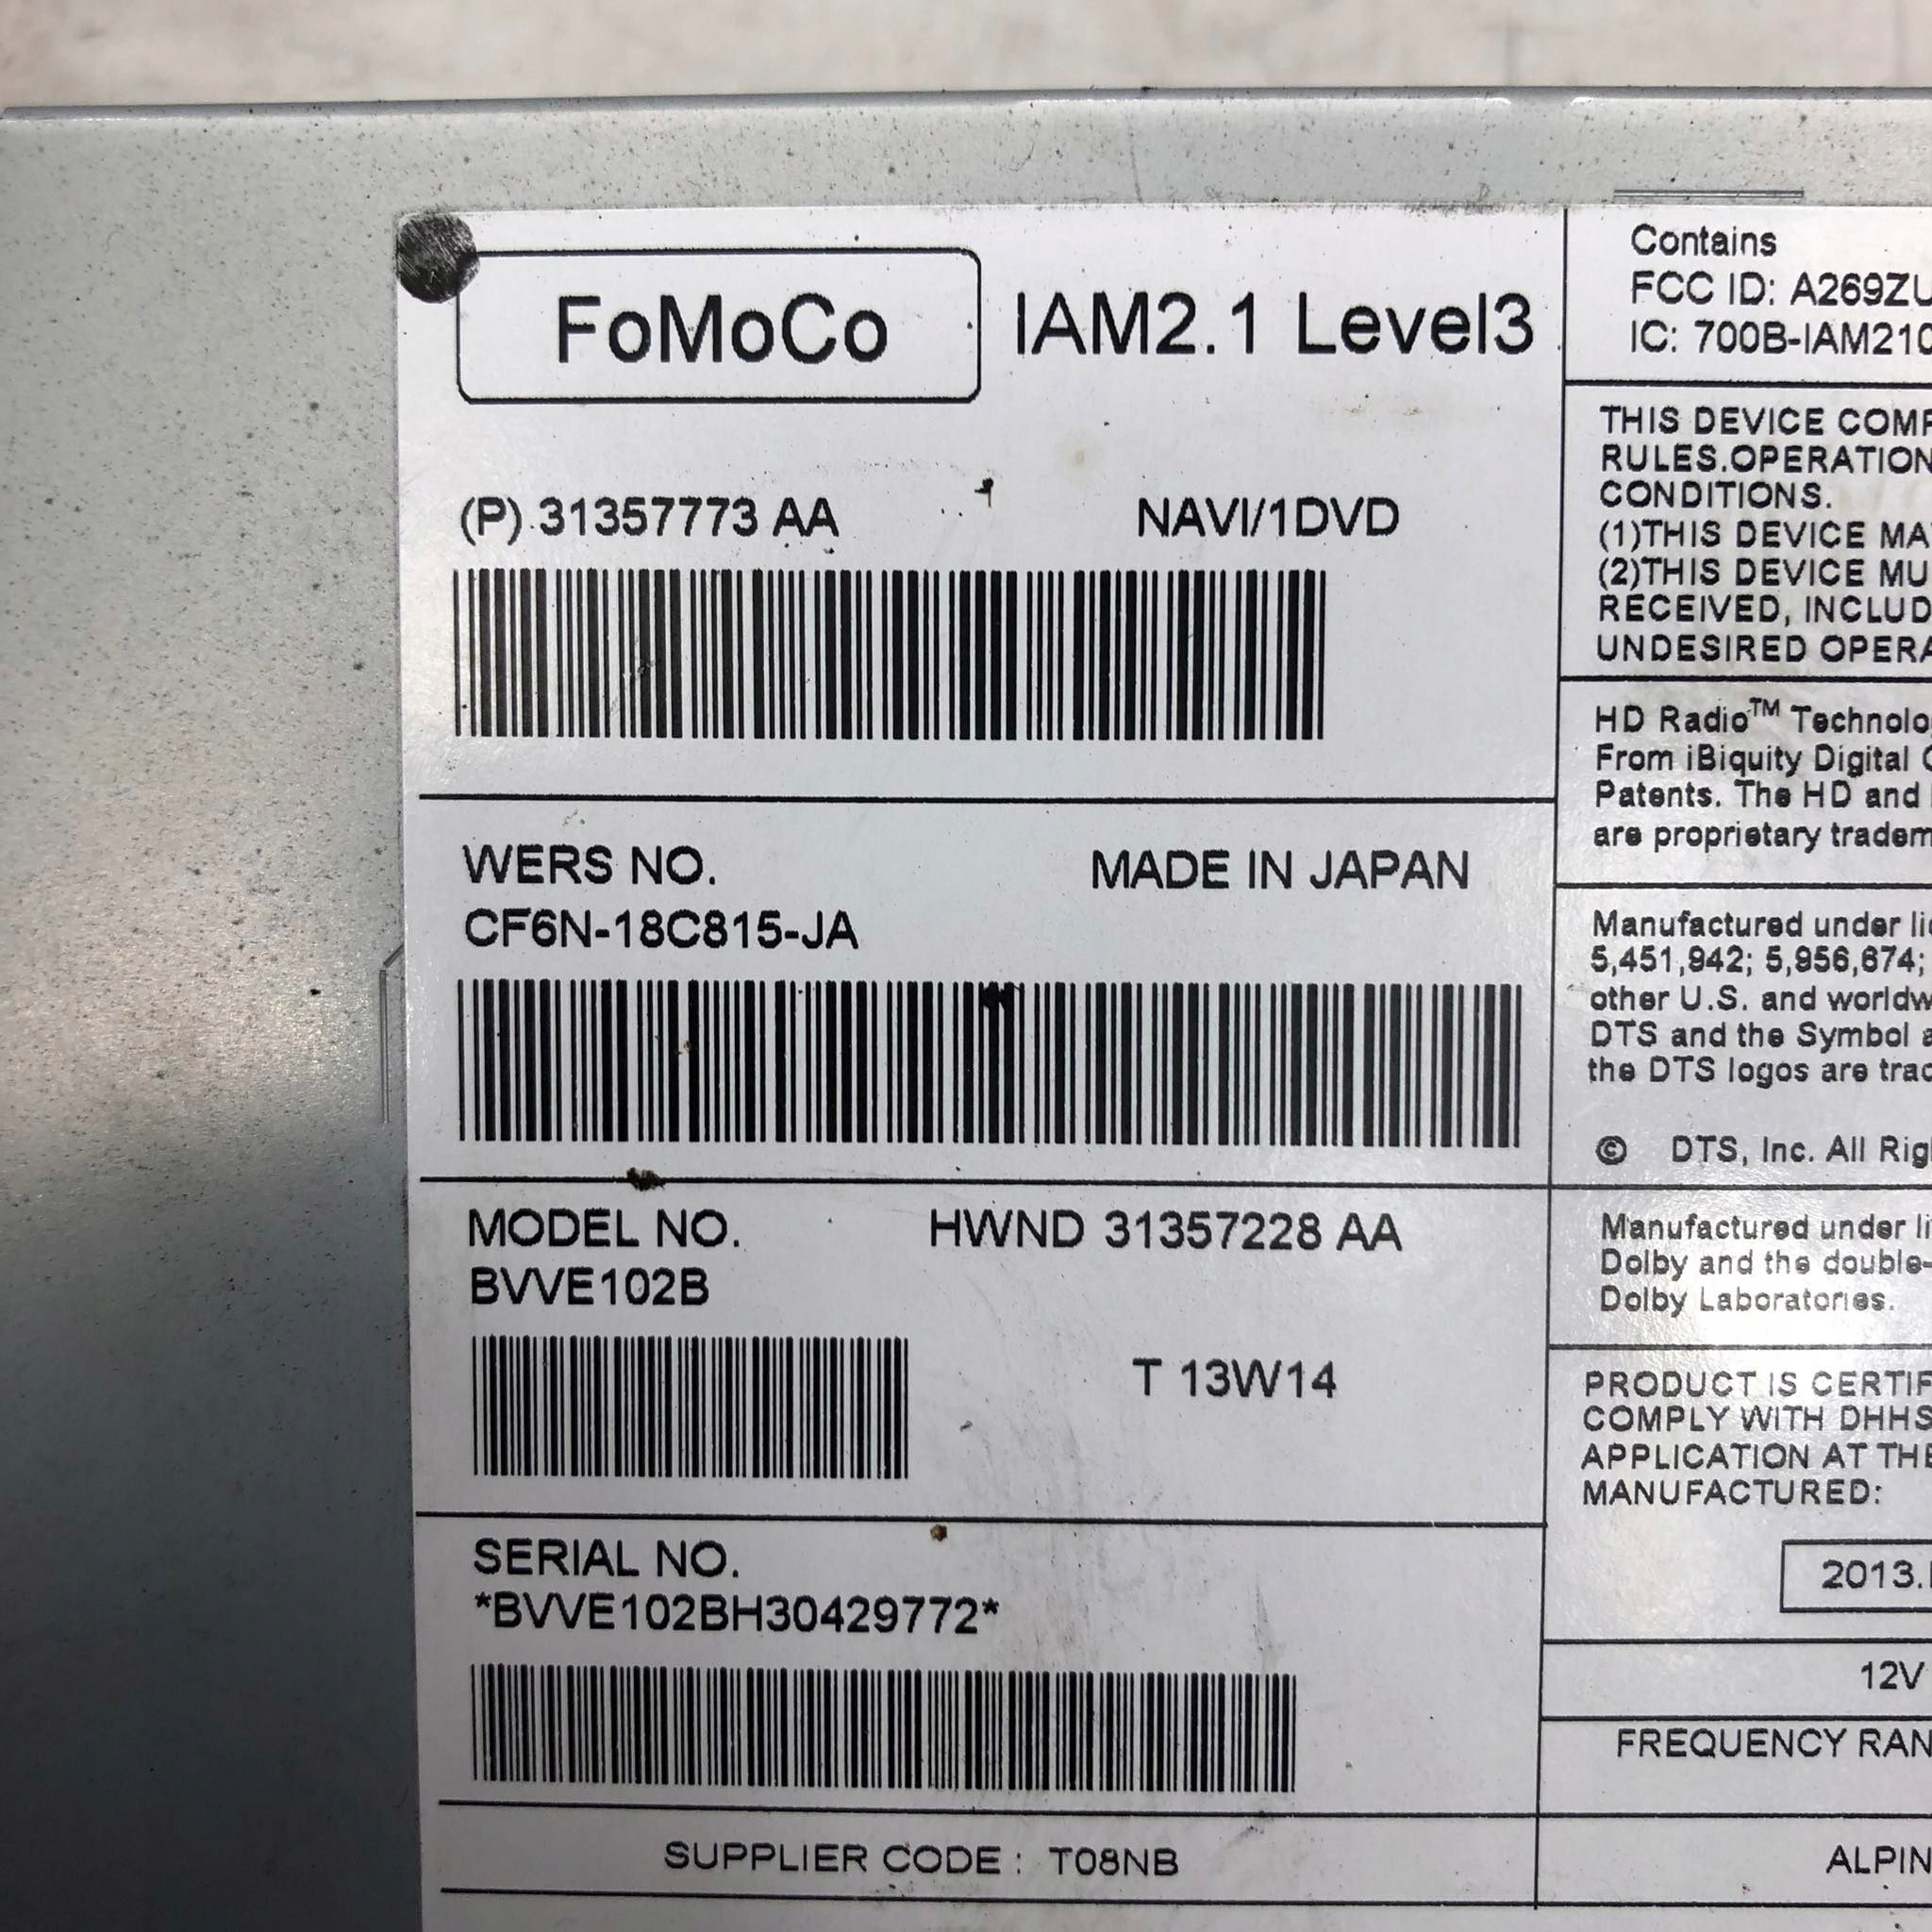 FoMoCo IAM2.1 Level3
(P) 31357773 AA NAVI/1DVD
WERS NO. MADE IN JAPAN
CF6N-18C815-JA
MODEL NO. HWND 31357228 AA
BVVE102B
T 13W14
SERIAL NO.
*BVVE102BH30429772*
SUPPLIER CODE : T08NB
Contains
FCC ID: A269ZU
IC: 700B-IAM210
THIS DEVICE COMP
RULES.OPERATION
CONDITIONS.
(1)THIS DEVICE MA
(2)THIS DEVICE MU
RECEIVED, INCLUD
UNDESIRED OPERA
HD Radio™ Technolo
From iBiquity Digital
Patents. The HD and
are proprietary tradem
Manufactured under li
5,451,942; 5,956,674;
other U.S. and worldw
DTS and the Symbol a
the DTS logos are trad
© DTS, Inc. All Rig
Manufactured under li
Dolby and the double-
Dolby Laboratories.
PRODUCT IS CERTIF
COMPLY WITH DHHS
APPLICATION AT THE
MANUFACTURED:
2013.
12V
FREQUENCY RAN
ALPIN